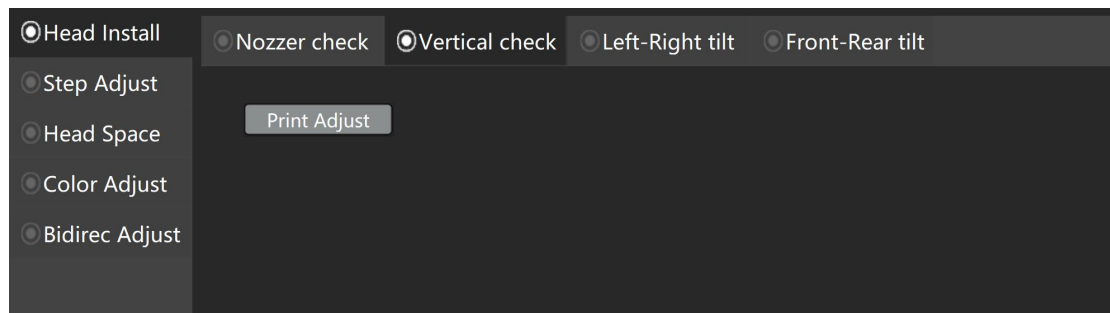 Head Install
Nozzer check Vertical check Left-Right tilt Front-Rear tilt
Step Adjust
Print Adjust
Head Space
Color Adjust
Bidirec Adjust